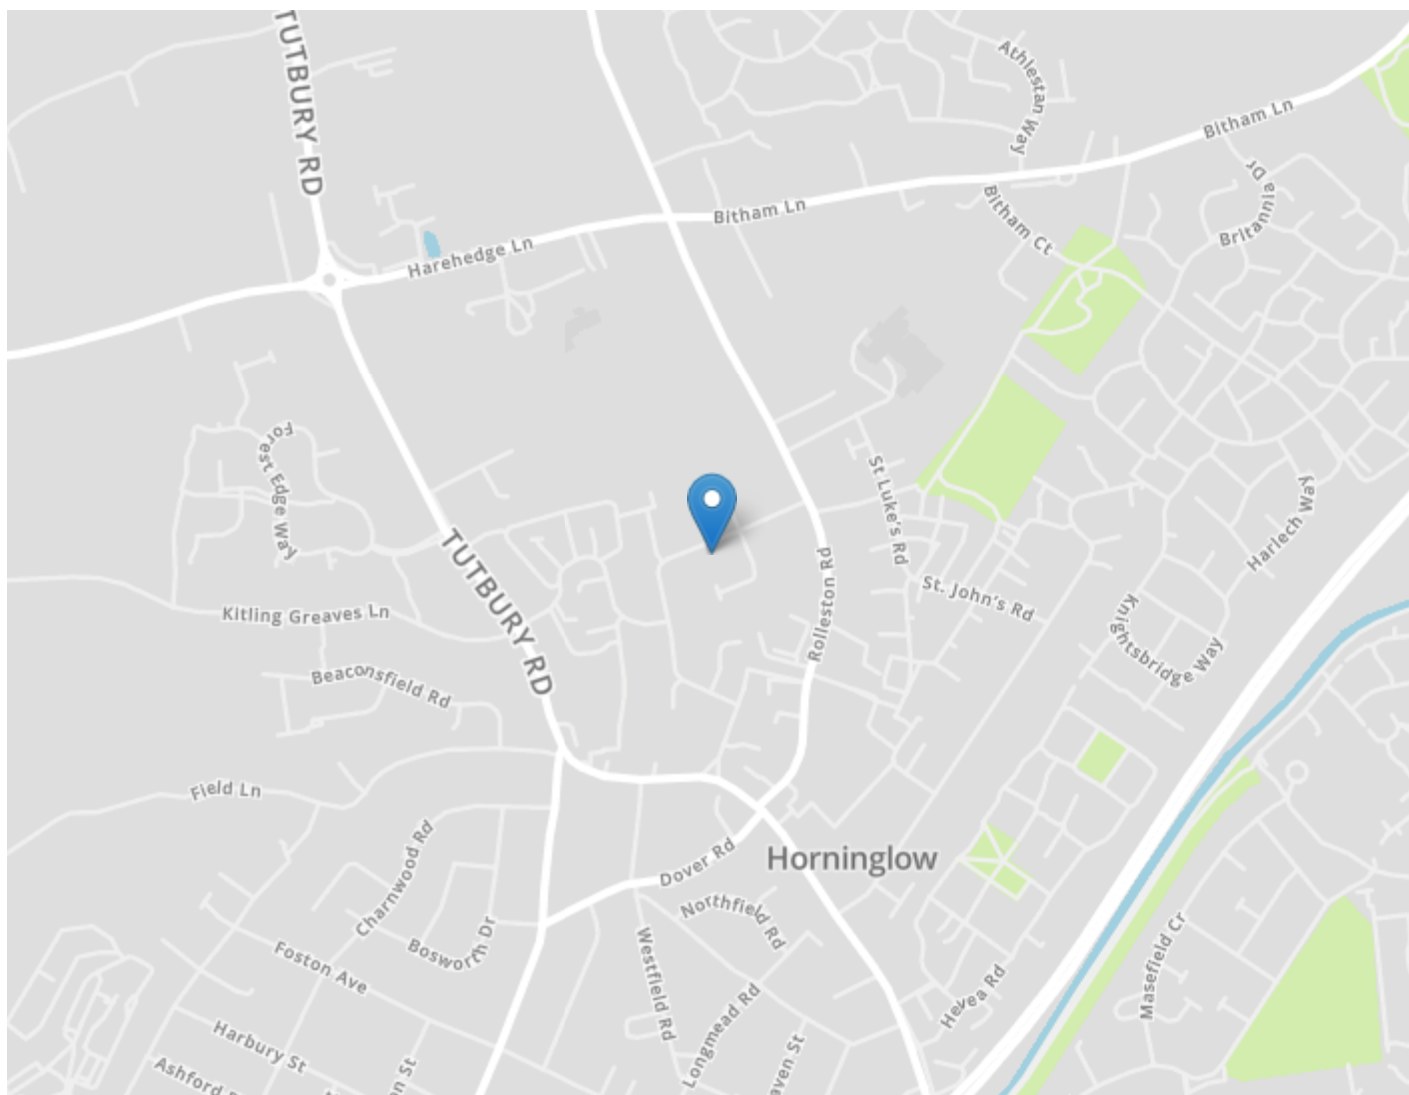 TUTBURY RD
Athlestan Way
Bitham Ln
Bitham Ln
Britannia Dr
Bitham Ct
Harehedge Ln
Forest Edge Way
St Luke's Rd
Harlech Way
TUTBURY RD
Rolleston Rd
St. John's Rd
Kitling Greaves Ln
Knightsbridge Way
Beaconsfield Rd
Field Ln
Charnwood Rd
Dover Rd
Horninglow
Northfield Rd
Bosworth Dr
Foston Ave
Westfield Rd
Masefield Cr
Hevea Rd
Longmead Rd
Harbury St
Ashford